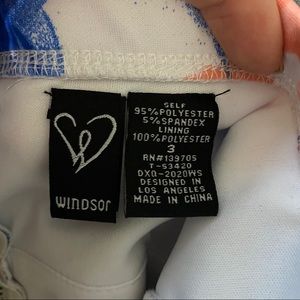 WINDSOR
SELF
95%POLYESTER
5%SPANDEX
LINING
100%POLYESTER
3
RN#139705
T-53420
DXQ-2020WS
DESIGNED IN
LOS ANGELES
MADE IN CHINA